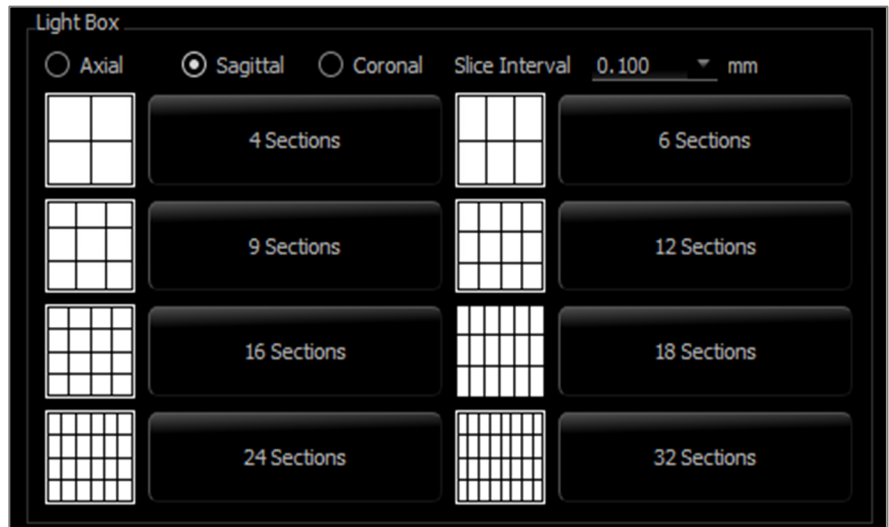 Light Box
Axial Sagittal Coronal Slice Interval 0.100 mm
4 Sections 6 Sections
9 Sections 12 Sections
16 Sections 18 Sections
24 Sections 32 Sections